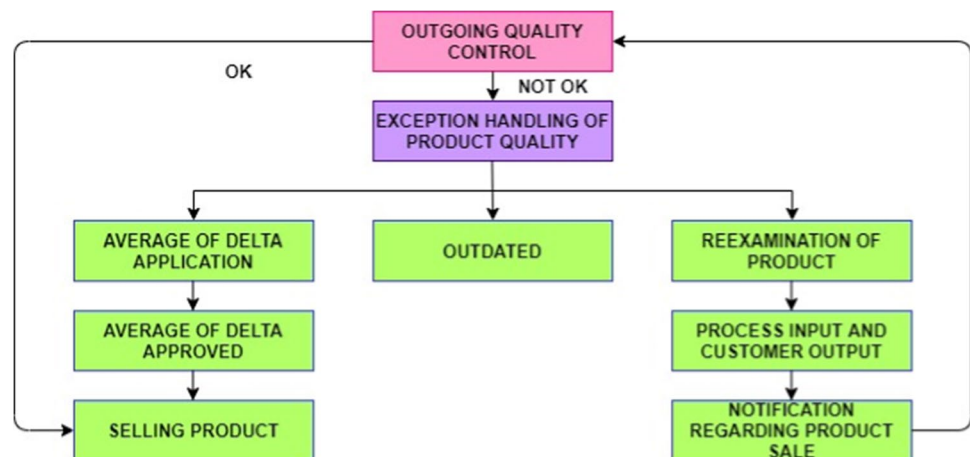 OUTGOING QUALITY
CONTROL
OK
NOT OK
EXCEPTION HANDLING OF
PRODUCT QUALITY
AVERAGE OF DELTA
APPLICATION
OUTDATED
REEXAMINATION OF
PRODUCT
AVERAGE OF DELTA
APPROVED
PROCESS INPUT AND
CUSTOMER OUTPUT
SELLING PRODUCT
NOTIFICATION
REGARDING PRODUCT
SALE